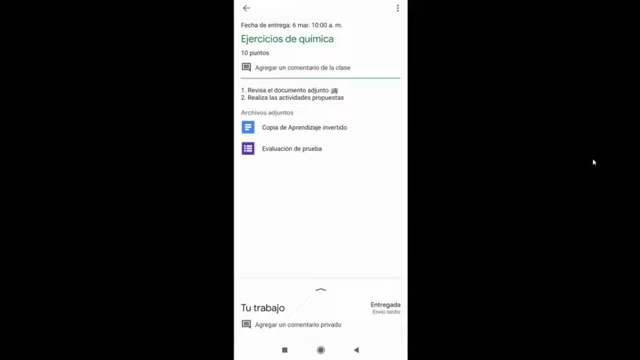 Fecha de entrega: 6 mar. 10:00 a. m.
Ejercicios de química
10 puntos
Agregar un comentario de la clase
1. Revisa el documento adjunto
2. Realiza las actividades propuestas
Archivos adjuntos
Copia de Aprendizaje invertido
Evaluación de prueba
Tu trabajo
Entregada
Envío tardío
Agregar un comentario privado